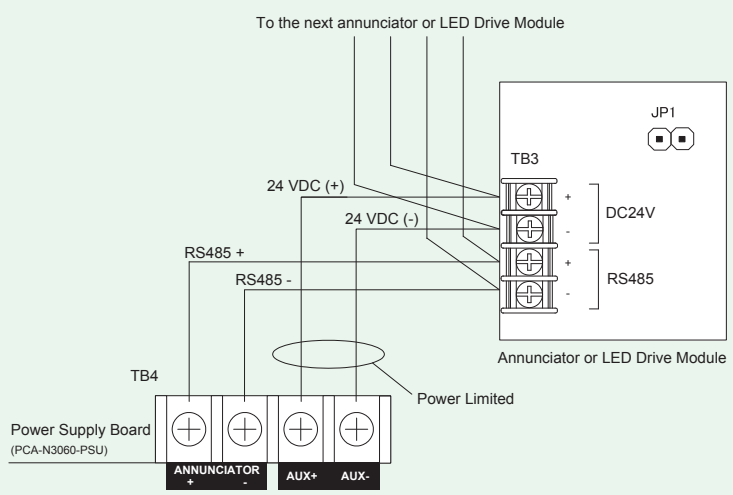 To the next annunciator or LED Drive Module
JP1
TB3
24 VDC (+)
+
DC24V
24 VDC (-)
-
RS485 +
+
RS485
RS485 -
-
Annunciator or LED Drive Module
TB4
Power Limited
Power Supply Board
(PCA-N3060-PSU)
ANNUNCIATOR
+ -
AUX+ AUX-